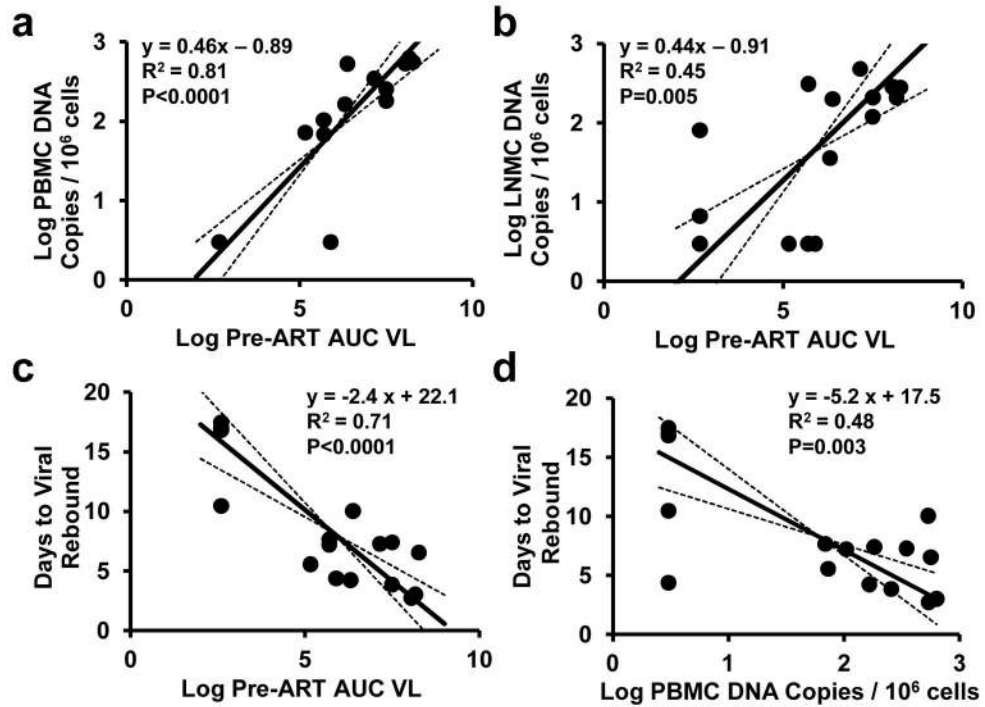 a
y = 0.46x – 0.89
R² = 0.81
P<0.0001
Log PBMC DNA
Copies / 10⁶ cells
3
2
1
0
0
5
10
Log Pre-ART AUC VL
b
y = 0.44x – 0.91
R² = 0.45
P=0.005
Log LNMC DNA
Copies / 10⁶ cells
3
2
1
0
0
5
10
Log Pre-ART AUC VL
c
y = -2.4 x + 22.1
R² = 0.71
P<0.0001
Days to Viral
Rebound
20
15
10
5
0
0
5
10
Log Pre-ART AUC VL
d
y = -5.2 x + 17.5
R² = 0.48
P=0.003
Days to Viral
Rebound
20
15
10
5
0
0
1
2
3
Log PBMC DNA Copies / 10⁶ cells